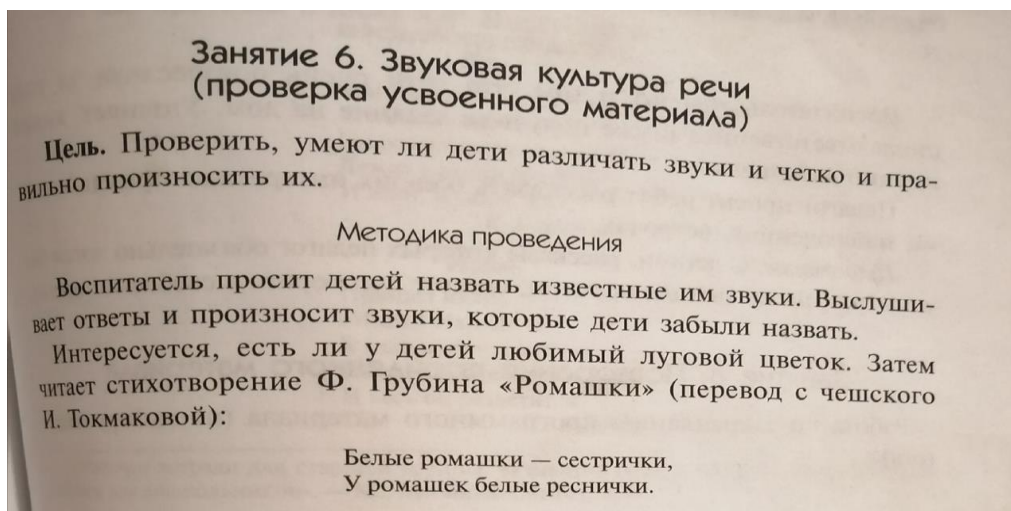 Занятие 6. Звуковая культура речи
(проверка усвоенного материала)
Цель. Проверить, умеют ли дети различать звуки и четко и пра-
вильно произносить их.
Методика проведения
Воспитатель просит детей назвать известные им звуки. Выслуши-
вает ответы и произносит звуки, которые дети забыли назвать.
Интересуется, есть ли у детей любимый луговой цветок. Затем
читает стихотворение Ф. Грубина «Ромашки» (перевод с чешского
И. Токмаковой):
Белые ромашки — сестрички,
У ромашек белые реснички.